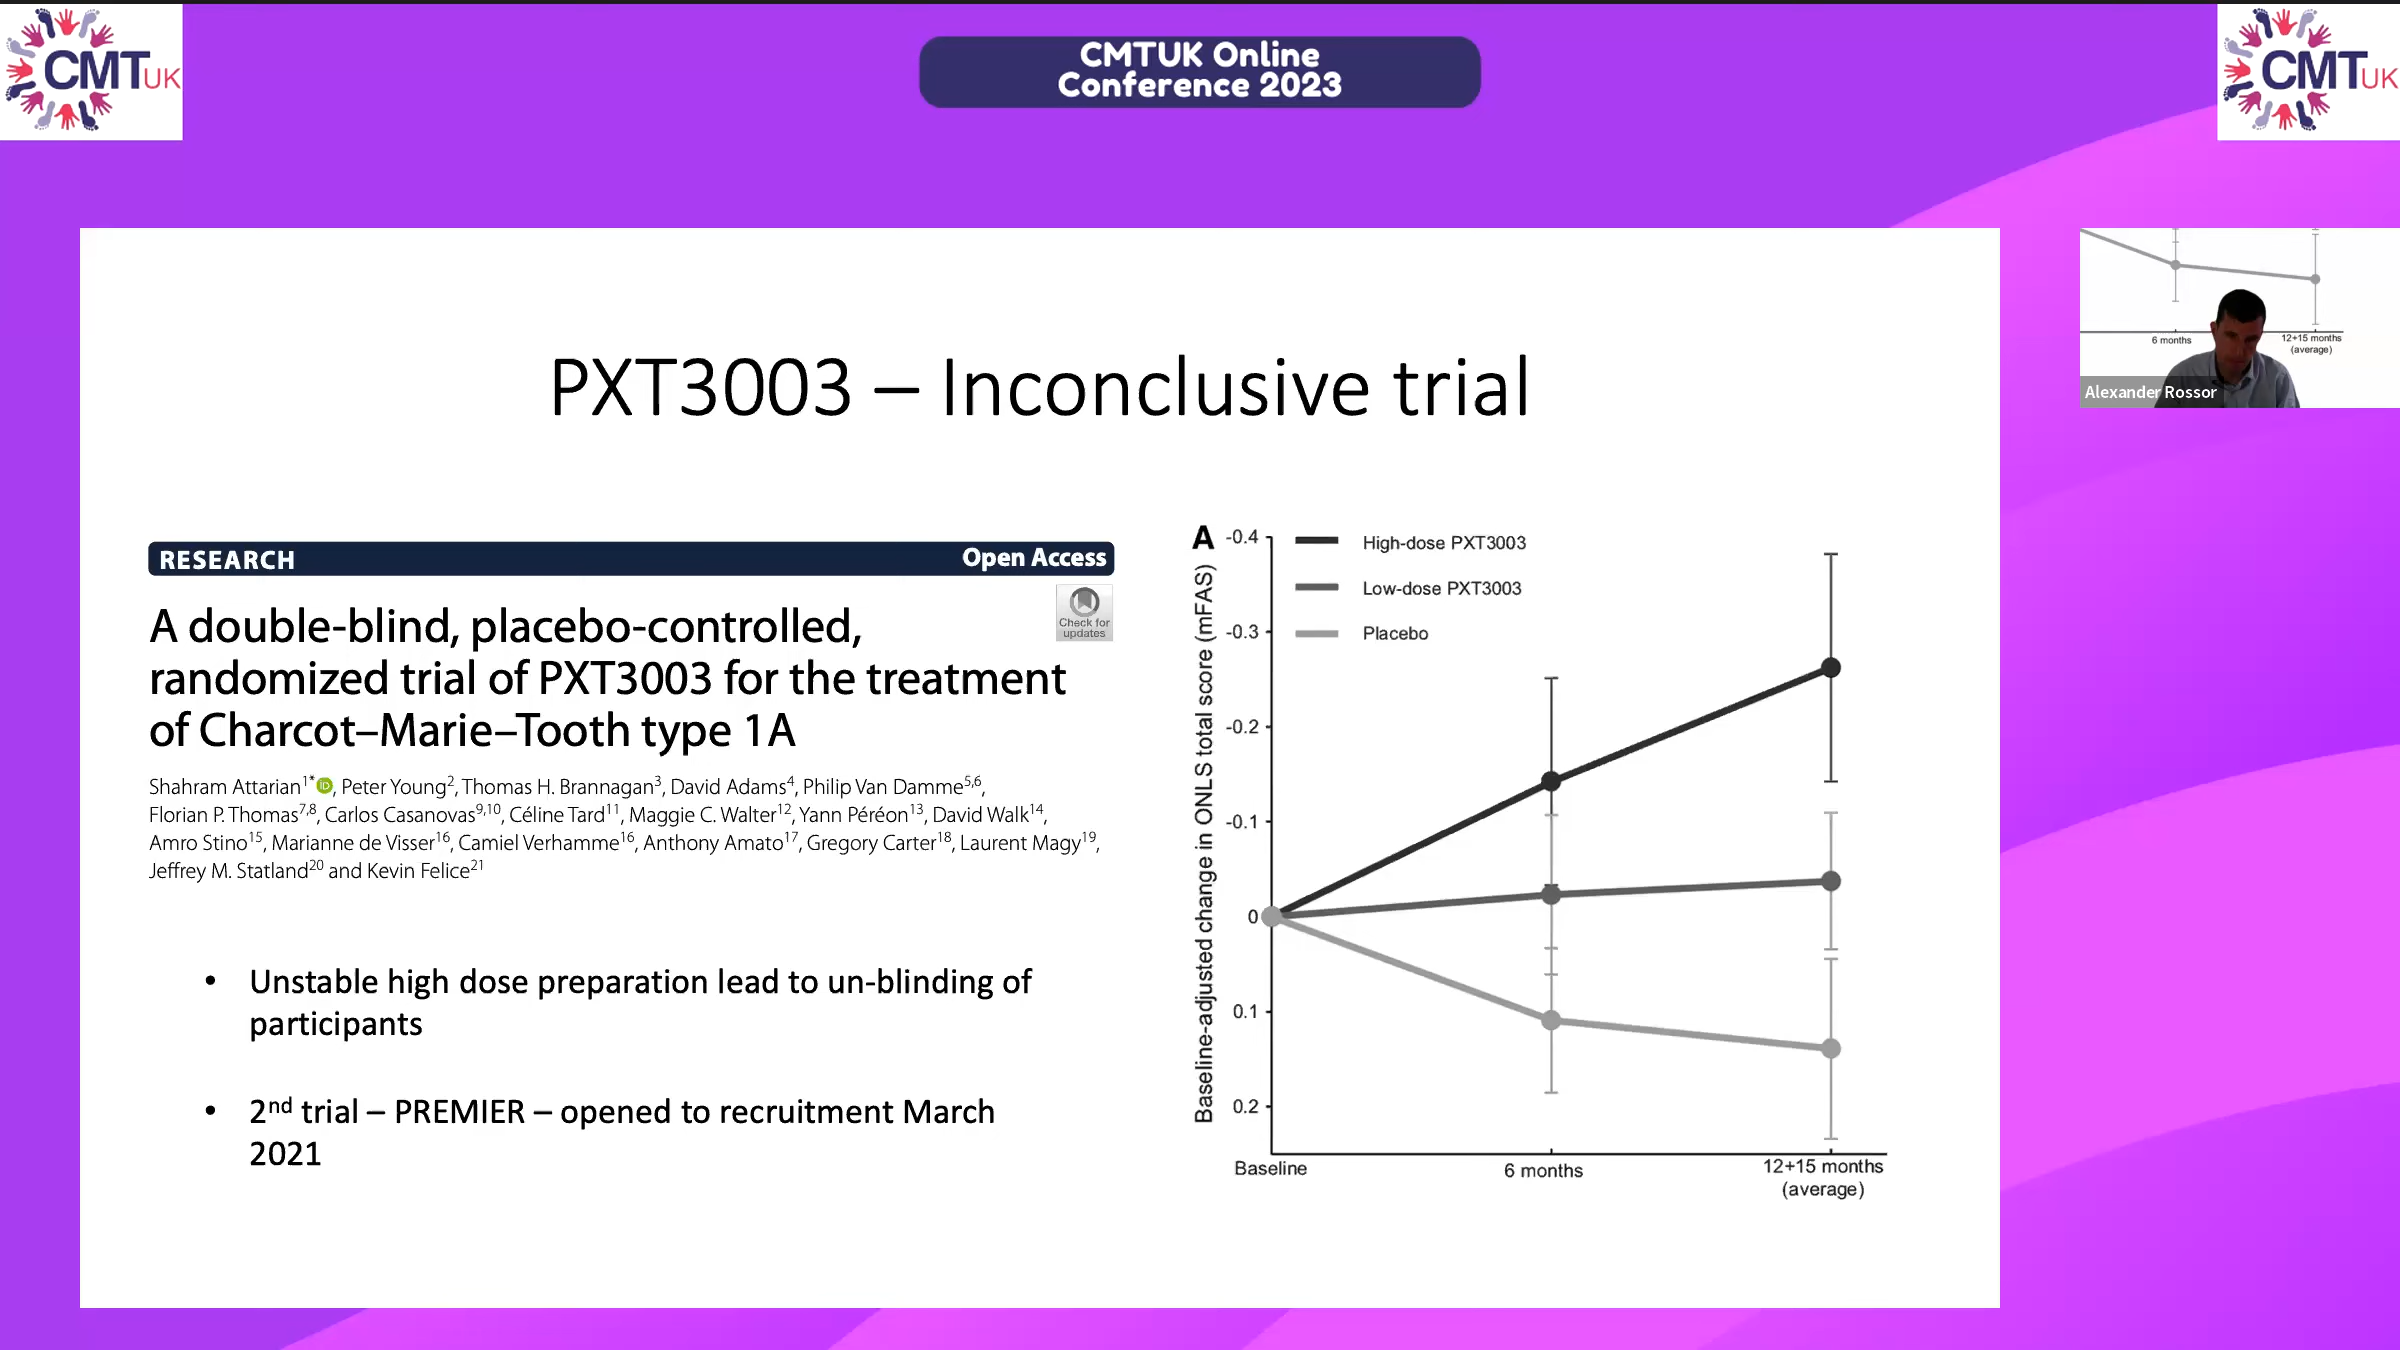 CMTUK
CMTUK Online
Conference 2023
CMTUK
PXT3003 – Inconclusive trial
6 months
12+15 months
(average)
Alexander Rossor
RESEARCH Open Access
Check for
updates
A double-blind, placebo-controlled,
randomized trial of PXT3003 for the treatment
of Charcot–Marie–Tooth type 1A
Shahram Attarian1* iD, Peter Young2, Thomas H. Brannagan3, David Adams4, Philip Van Damme5,6,
Florian P. Thomas7,8, Carlos Casanovas9,10, Céline Tard11, Maggie C. Walter12, Yann Péréon13, David Walk14,
Amro Stino15, Marianne de Visser16, Camiel Verhamme16, Anthony Amato17, Gregory Carter18, Laurent Magy19,
Jeffrey M. Statland20 and Kevin Felice21
• Unstable high dose preparation lead to un-blinding of
participants
• 2nd trial – PREMIER – opened to recruitment March
2021
A
Baseline-adjusted change in ONLS total score (mFAS)
-0.4
-0.3
-0.2
-0.1
0
0.1
0.2
High-dose PXT3003
Low-dose PXT3003
Placebo
Baseline
6 months
12+15 months
(average)